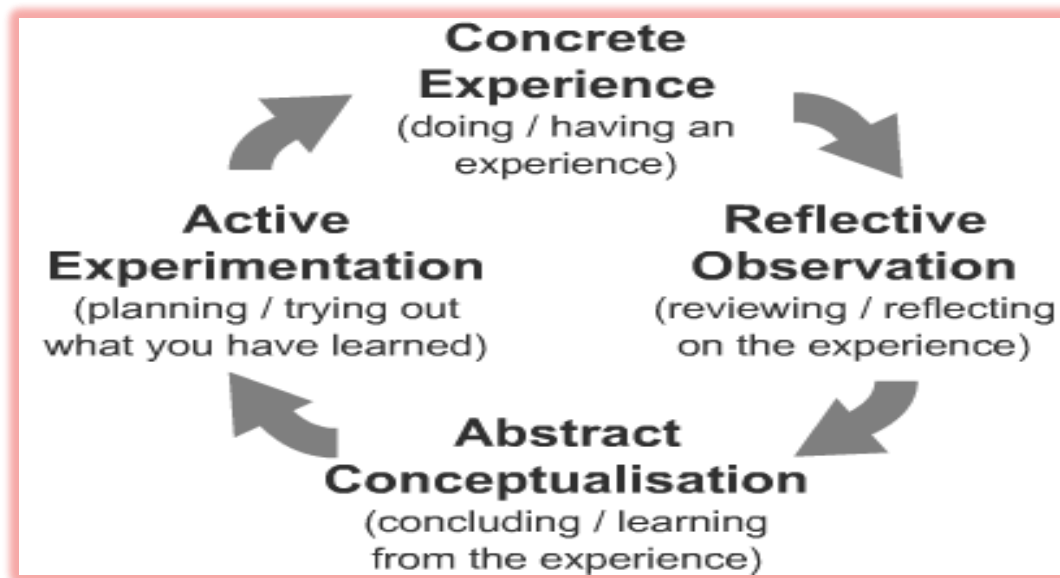 Concrete
Experience
(doing / having an
experience)
Reflective
Observation
(reviewing / reflecting
on the experience)
Abstract
Conceptualisation
(concluding / learning
from the experience)
Active
Experimentation
(planning / trying out
what you have learned)